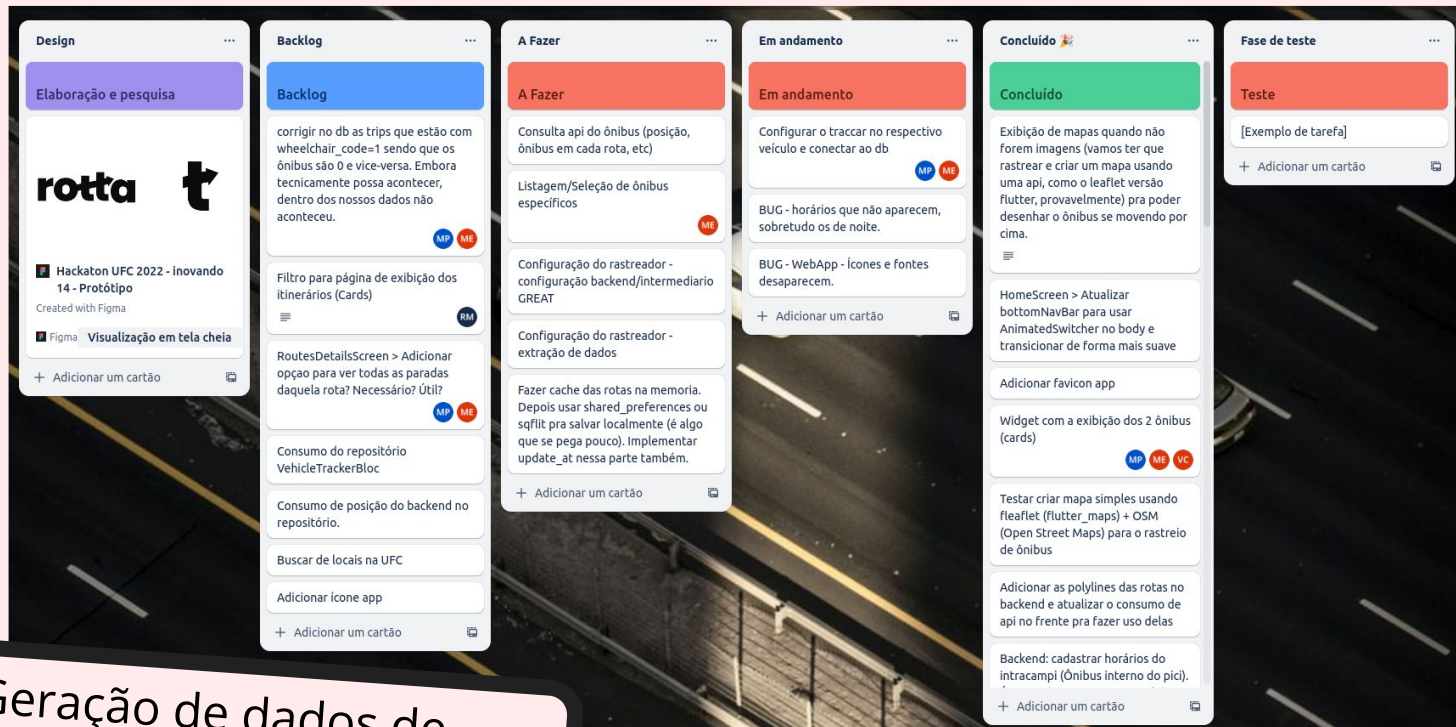 Design
Elaboração e pesquisa
rotta t
Hackaton UFC 2022 - inovando
14 - Protótipo
Created with Figma
Figma Visualização em tela cheia
+ Adicionar um cartão
Backlog
Backlog
corrigir no db as trips que estão com
wheelchair_code=1 sendo que os
ônibus são 0 e vice-versa. Embora
tecnicamente possa acontecer,
dentro dos nossos dados não
aconteceu.
MP ME
Filtro para página de exibição dos
itinerários (Cards)
RM
RoutesDetailsScreen > Adicionar
opçao para ver todas as paradas
daquela rota? Necessário? Útil?
MP ME
Consumo do repositório
VehicleTrackerBloc
Consumo de posição do backend no
repositório.
Buscar de locais na UFC
Adicionar ícone app
+ Adicionar um cartão
A Fazer
A Fazer
Consulta api do ônibus (posição,
ônibus em cada rota, etc)
Listagem/Seleção de ônibus
específicos
ME
Configuração do rastreador -
configuração backend/intermediario
GREAT
Configuração do rastreador -
extração de dados
Fazer cache das rotas na memoria.
Depois usar shared_preferences ou
sqflit pra salvar localmente (é algo
que se pega pouco). Implementar
update_at nessa parte também.
+ Adicionar um cartão
Em andamento
Em andamento
Configurar o traccar no respectivo
veículo e conectar ao db
MP ME
BUG - horários que não aparecem,
sobretudo os de noite.
BUG - WebApp - Ícones e fontes
desaparecem.
+ Adicionar um cartão
Concluído 🎉
Concluído
Exibição de mapas quando não
forem imagens (vamos ter que
rastrear e criar um mapa usando
uma api, como o leaflet versão
flutter, provavelmente) pra poder
desenhar o ônibus se movendo por
cima.
HomeScreen > Atualizar
bottomNavBar para usar
AnimatedSwitcher no body e
transicionar de forma mais suave
Adicionar favicon app
Widget com a exibição dos 2 ônibus
(cards)
MP ME VC
Testar criar mapa simples usando
fleaflet (flutter_maps) + OSM
(Open Street Maps) para o rastreio
de ônibus
Adicionar as polylines das rotas no
backend e atualizar o consumo de
api no frente pra fazer uso delas
Backend: cadastrar horários do
intracampi (Ônibus interno do pici).
+ Adicionar um cartão
Fase de teste
Teste
[Exemplo de tarefa]
+ Adicionar um cartão
Geração de dados de